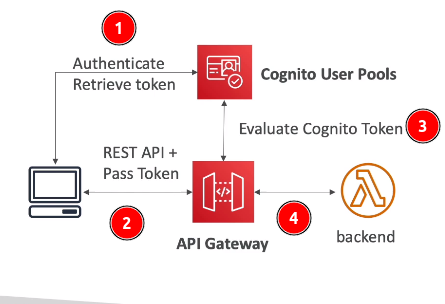 1
Authenticate
Retrieve token
Cognito User Pools
Evaluate Cognito Token
3
REST API +
Pass Token
2
4
API Gateway
backend